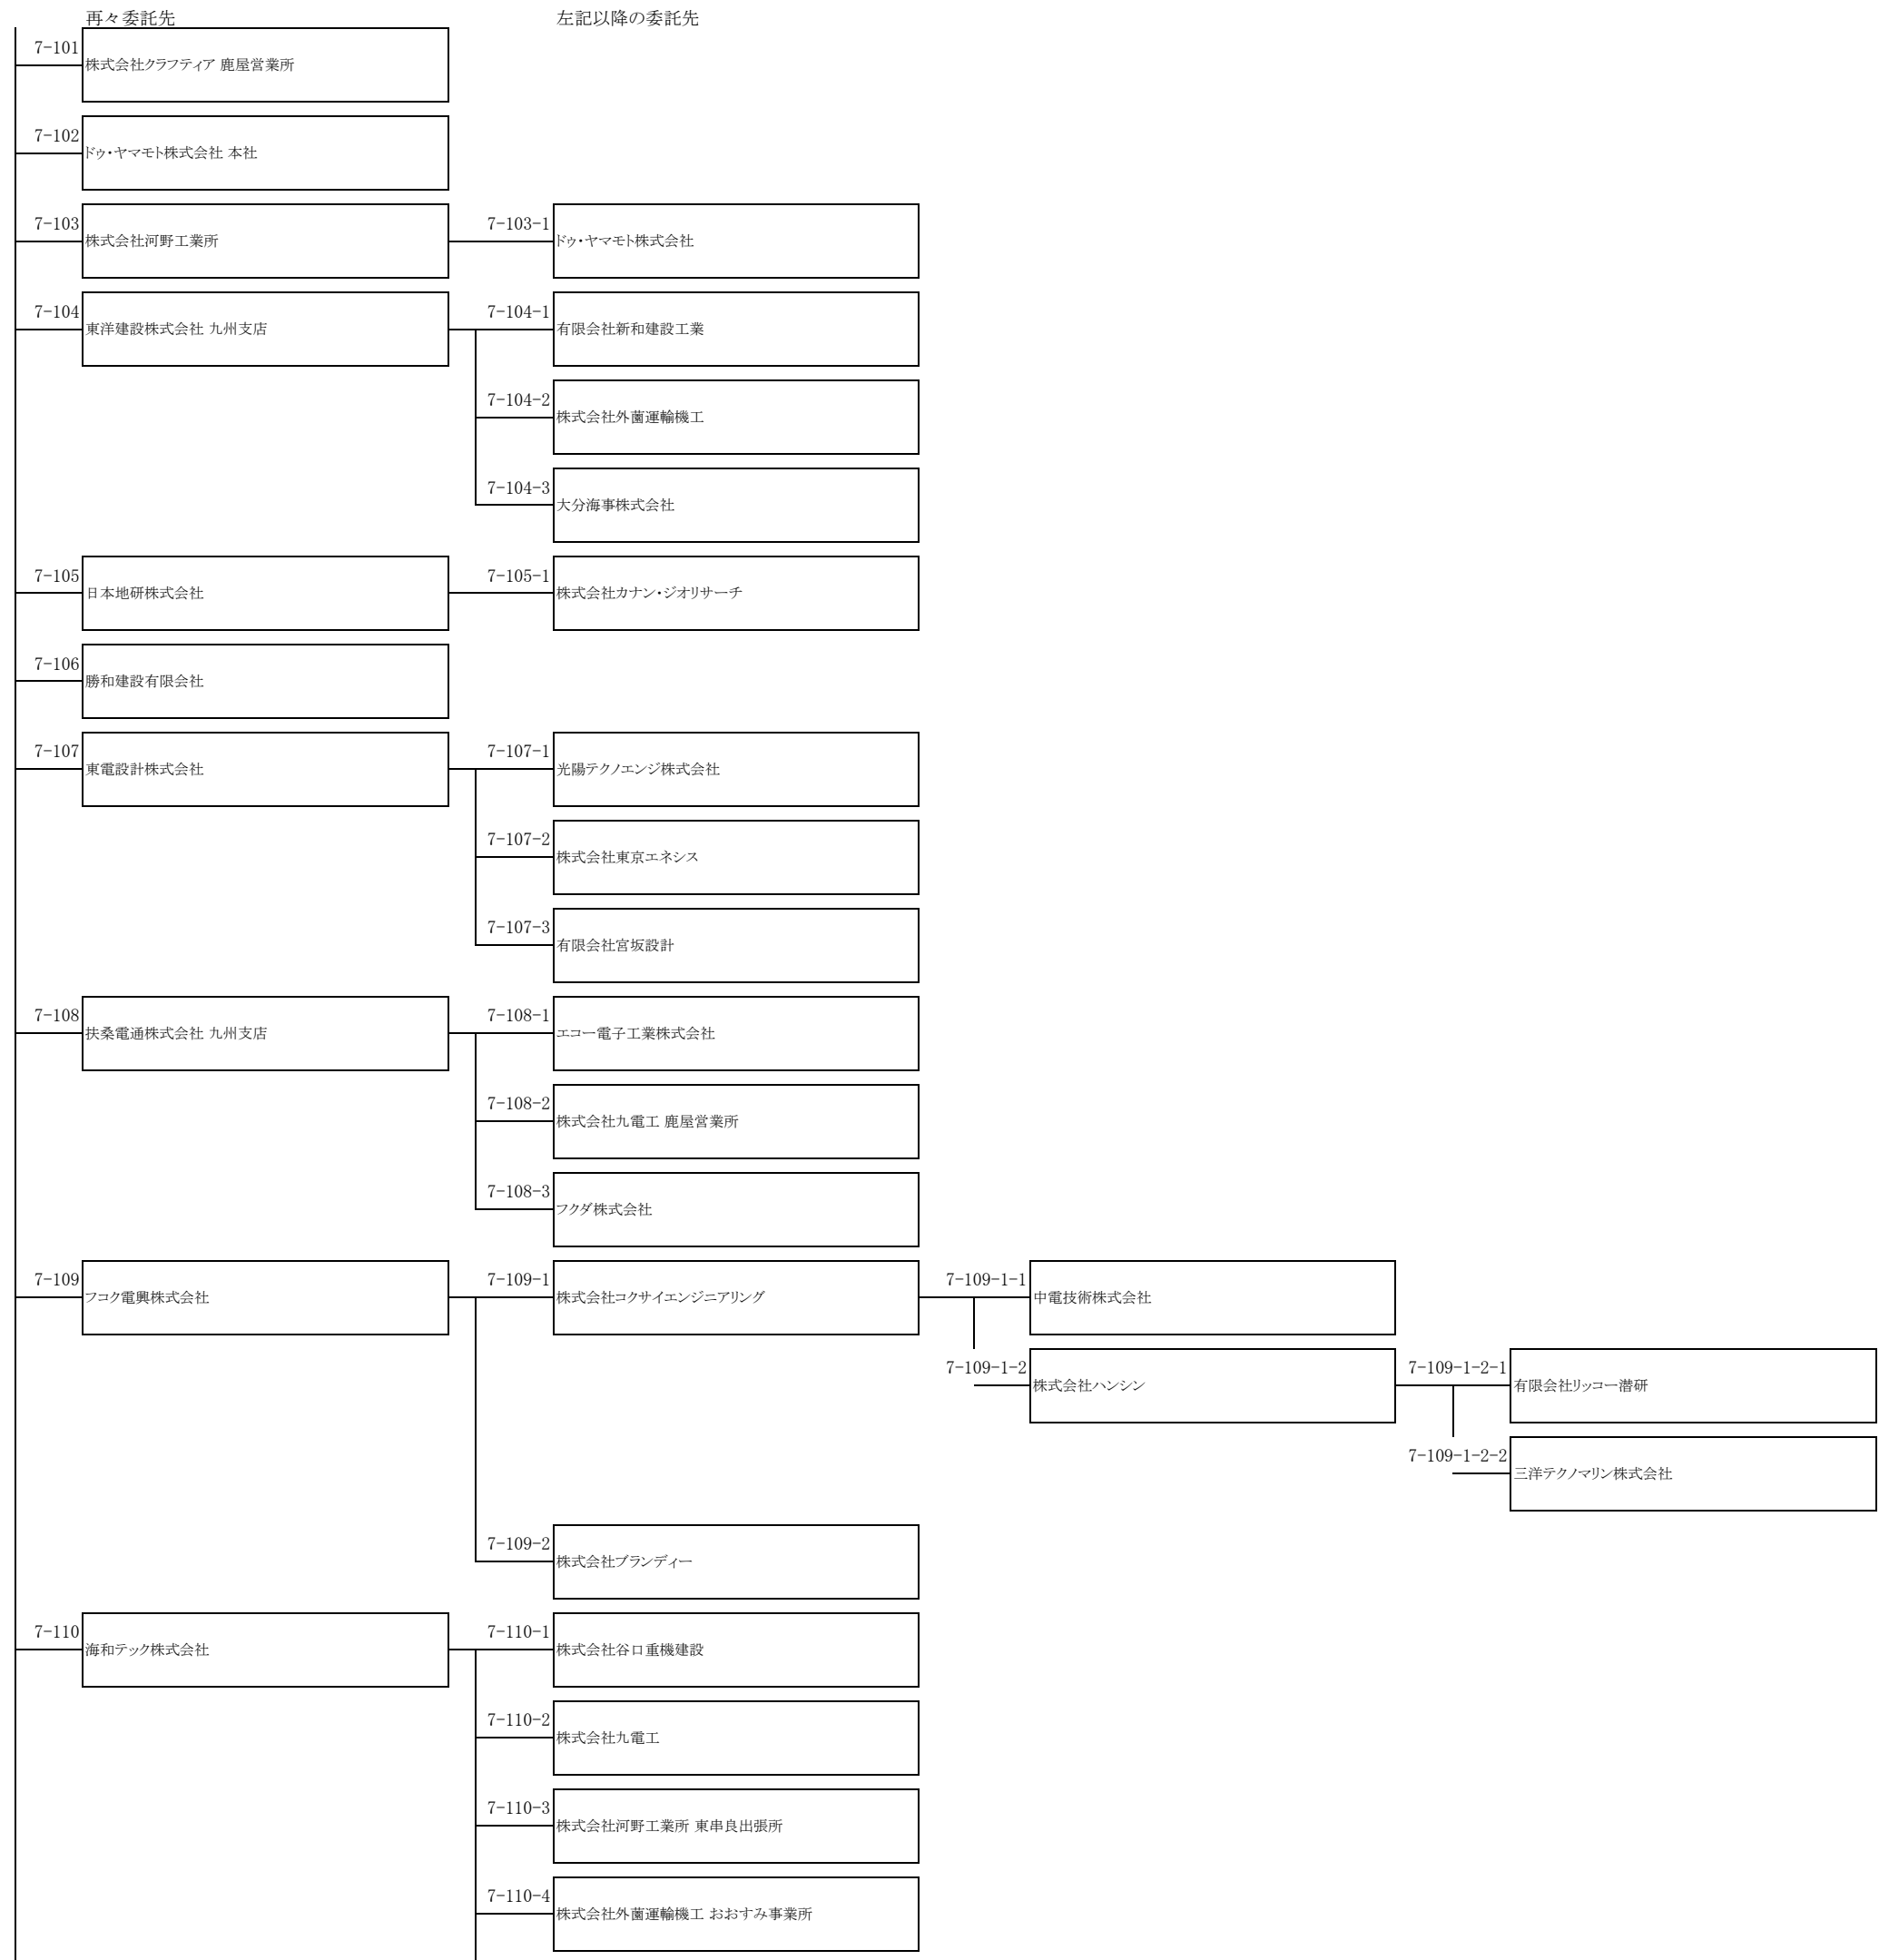 再々委託先
左記以降の委託先
7-101
株式会社クラフティア 鹿屋営業所
7-102
ドゥ・ヤマモト株式会社 本社
7-103
株式会社河野工業所
7-103-1
ドゥ・ヤマモト株式会社
7-104
東洋建設株式会社 九州支店
7-104-1
有限会社新和建設工業
7-104-2
株式会社外薗運輸機工
7-104-3
大分海事株式会社
7-105
日本地研株式会社
7-105-1
株式会社カナン・ジオリサーチ
7-106
勝和建設有限会社
7-107
東電設計株式会社
7-107-1
光陽テクノエンジ株式会社
7-107-2
株式会社東京エネシス
7-107-3
有限会社宮坂設計
7-108
扶桑電通株式会社 九州支店
7-108-1
エコー電子工業株式会社
7-108-2
株式会社九電工 鹿屋営業所
7-108-3
フクダ株式会社
7-109
フコク電興株式会社
7-109-1
株式会社コクサイエンジニアリング
7-109-1-1
中電技術株式会社
7-109-1-2
株式会社ハンシン
7-109-1-2-1
有限会社リッコー潜研
7-109-1-2-2
三洋テクノマリン株式会社
7-109-2
株式会社ブランディー
7-110
海和テック株式会社
7-110-1
株式会社谷口重機建設
7-110-2
株式会社九電工
7-110-3
株式会社河野工業所 東串良出張所
7-110-4
株式会社外薗運輸機工 おおすみ事業所